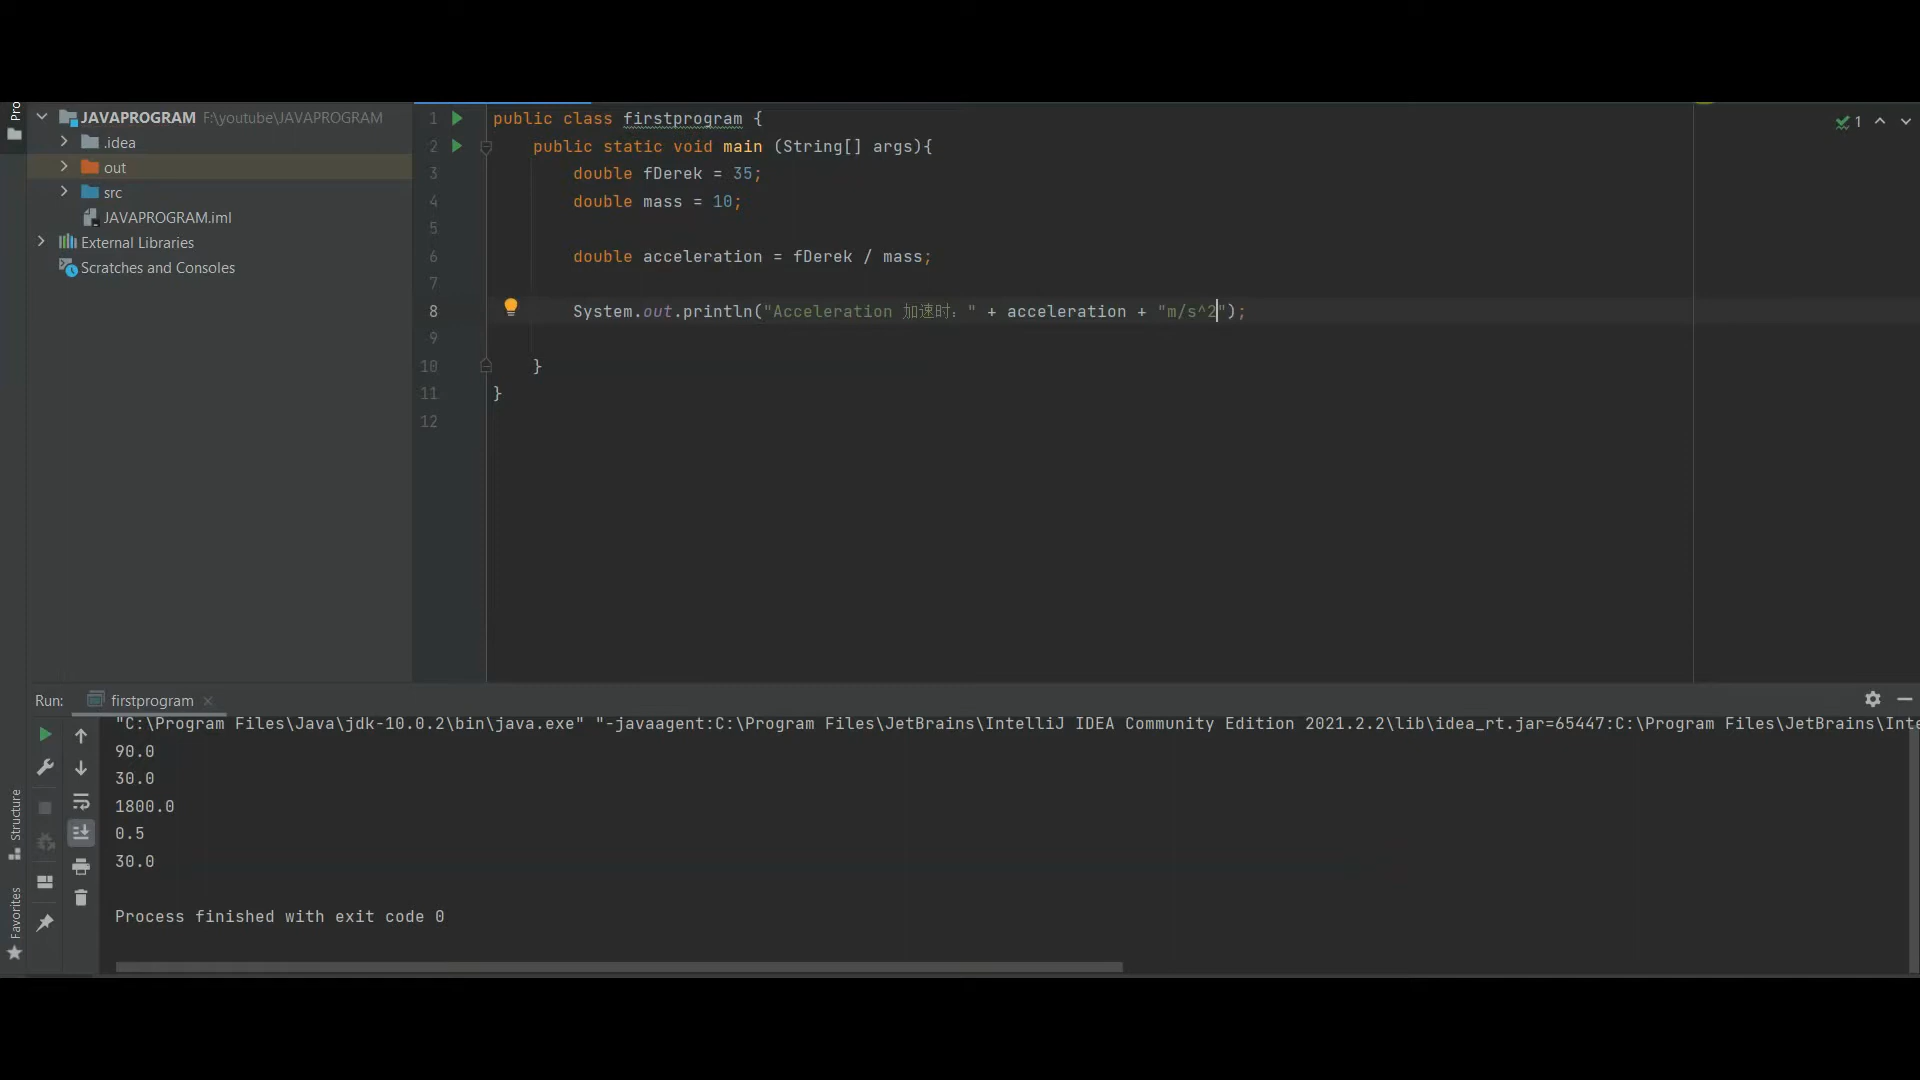 Pro
JAVAPROGRAM F:\youtube\JAVAPROGRAM
.idea
out
src
JAVAPROGRAM.iml
External Libraries
Scratches and Consoles
1 public class firstprogram {
2 public static void main (String[] args){
3 double fDerek = 35;
4 double mass = 10;
5
6 double acceleration = fDerek / mass;
7
8 System.out.println("Acceleration 加速时：" + acceleration + "m/s^2");
9
10 }
11 }
12
1
Run: firstprogram
"C:\Program Files\Java\jdk-10.0.2\bin\java.exe" "-javaagent:C:\Program Files\JetBrains\IntelliJ IDEA Community Edition 2021.2.2\lib\idea_rt.jar=65447:C:\Program Files\JetBrains\Inte
90.0
30.0
1800.0
0.5
30.0
Process finished with exit code 0
Structure
Favorites